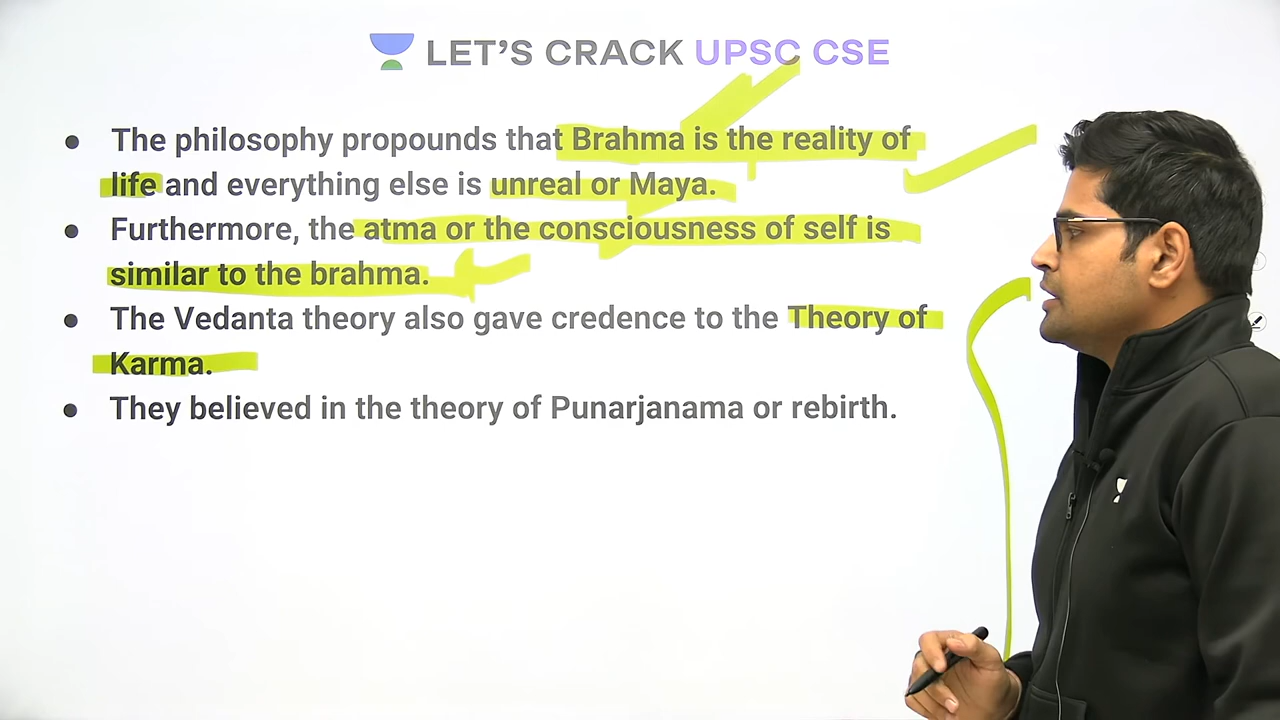 LET'S CRACK UPSC CSE
● The philosophy propounds that Brahma is the reality of
life and everything else is unreal or Maya.
● Furthermore, the atma or the consciousness of self is
similar to the brahma.
● The Vedanta theory also gave credence to the Theory of
Karma.
● They believed in the theory of Punarjanama or rebirth.